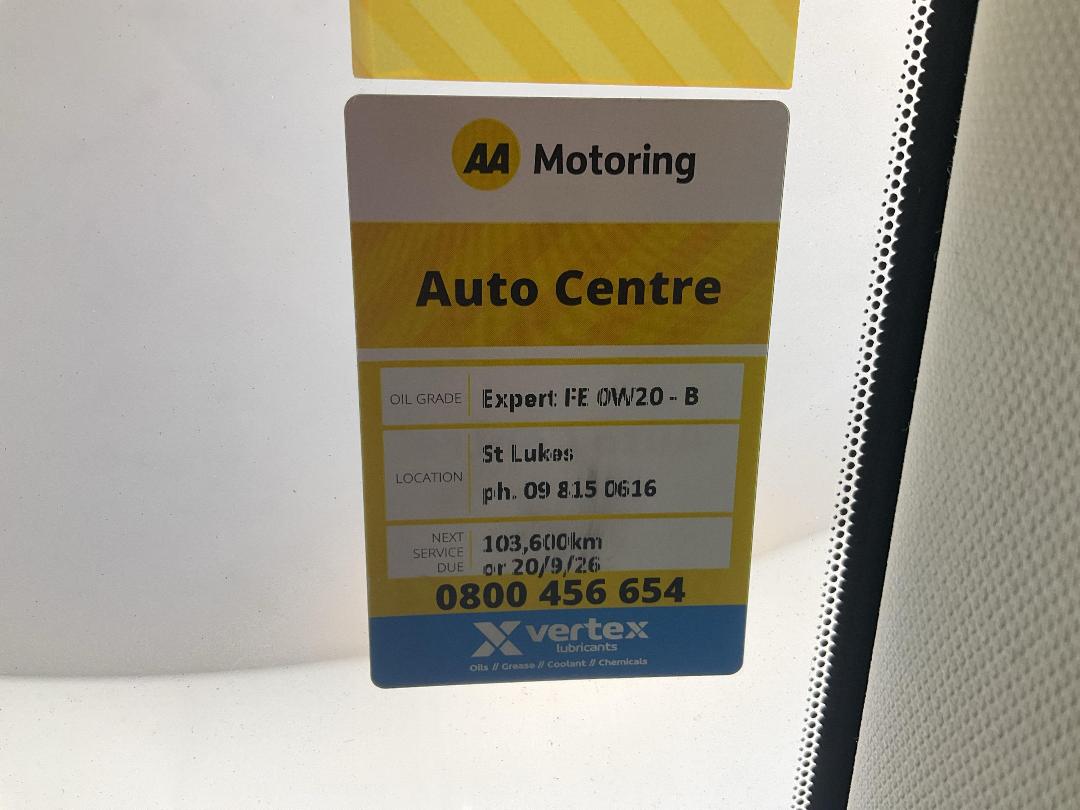 AA Motoring
Auto Centre
OIL GRADE Expert FE 0W20 - B
LOCATION St Lukes
ph. 09 815 0616
NEXT SERVICE DUE 103,600km
or 20/9/26
0800 456 654
vertex
lubricants
Oils // Grease // Coolant // Chemicals